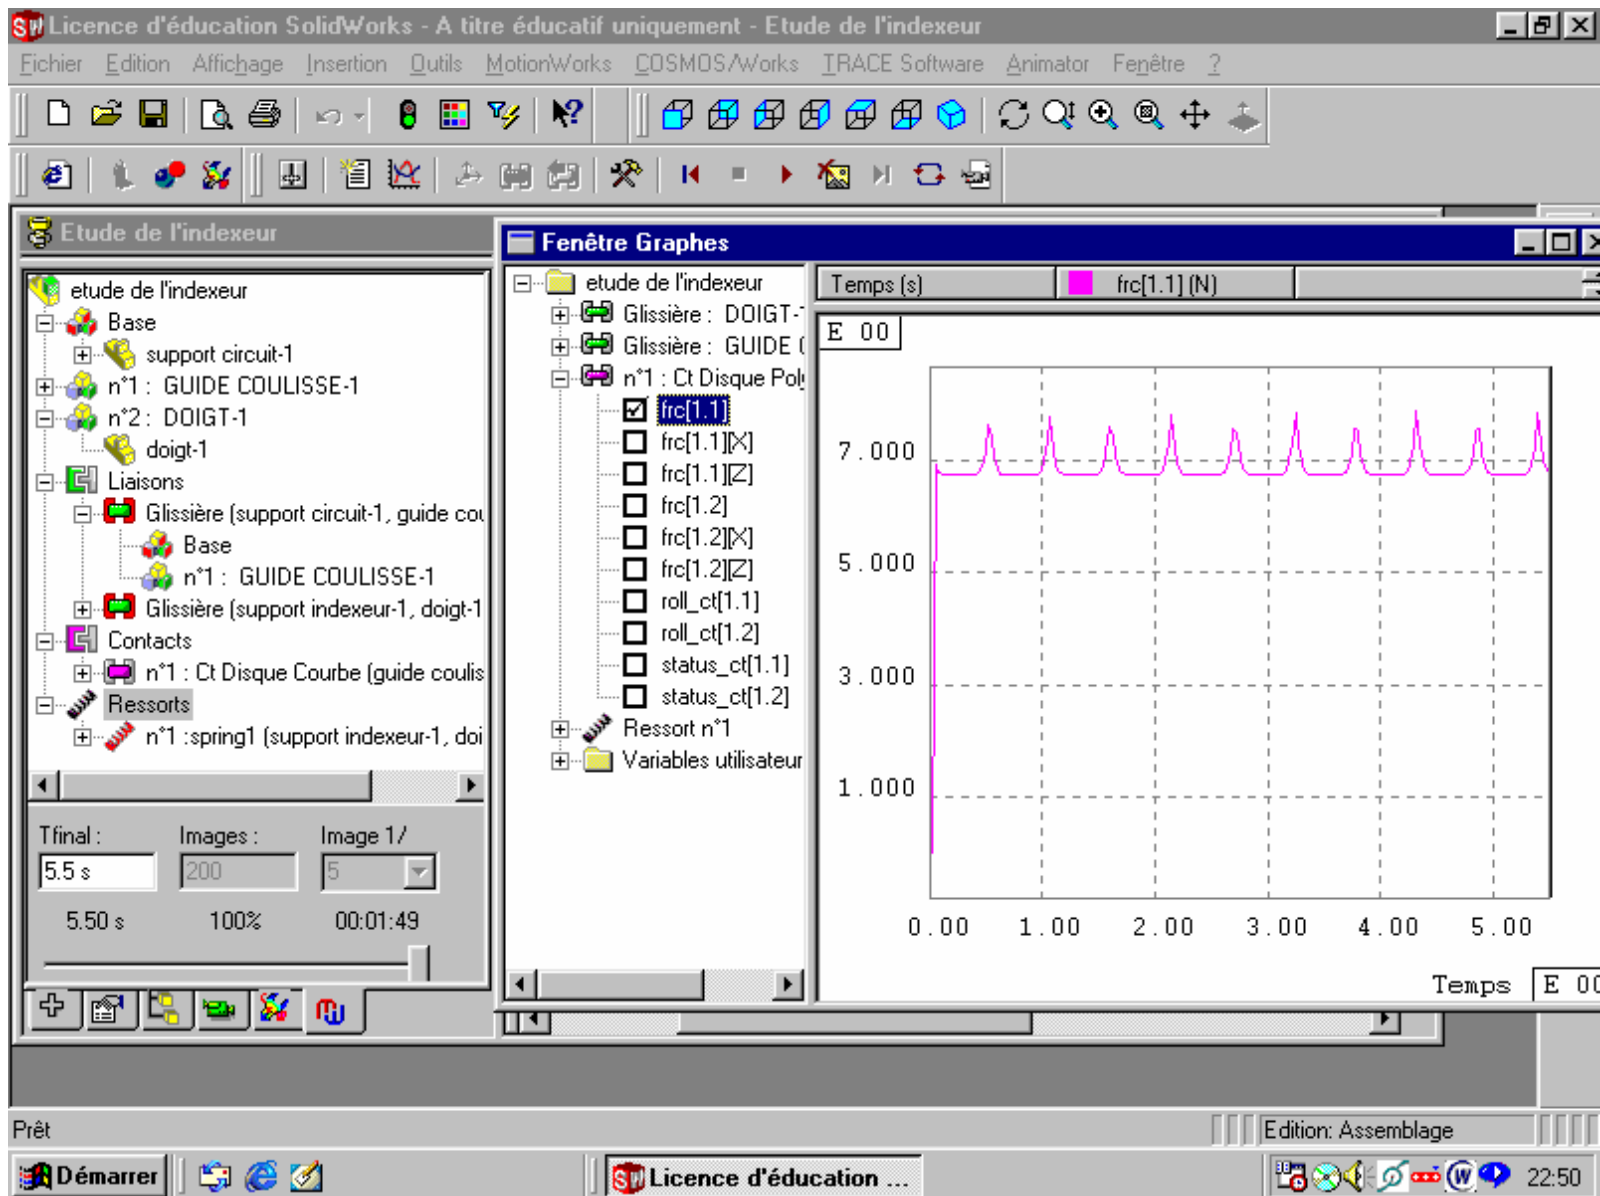 Licence d'éducation SolidWorks - A titre éducatif uniquement - Etude de l'indexeur
Fichier Edition Affichage Insertion Outils MotionWorks COSMOS/Works TRACE Software Animator Fenêtre ?
Etude de l'indexeur
etude de l'indexeur
Base
support circuit-1
n°1 : GUIDE COULISSE-1
n°2 : DOIGT-1
doigt-1
Liaisons
Glissière (support circuit-1, guide cou
Base
n°1 : GUIDE COULISSE-1
Glissière (support indexeur-1, doigt-1
Contacts
n°1 : Ct Disque Courbe (guide coulis
Ressorts
n°1 :spring1 (support indexeur-1, doi
Tfinal : Images : Image 1/
5.5 s 200 5
5.50 s 100% 00:01:49
Fenêtre Graphes
etude de l'indexeur
Glissière : DOIGT-1
Glissière : GUIDE (
n°1 : Ct Disque Poly
frc[1.1]
frc[1.1][X]
frc[1.1][Z]
frc[1.2]
frc[1.2][X]
frc[1.2][Z]
roll_ct[1.1]
roll_ct[1.2]
status_ct[1.1]
status_ct[1.2]
Ressort n°1
Variables utilisateur
Temps (s) frc[1.1] (N)
E 00
7.000
5.000
3.000
1.000
0.00 1.00 2.00 3.00 4.00 5.00
Temps E 00
Prêt Edition: Assemblage
Démarrer Licence d'éducation ... 22:50